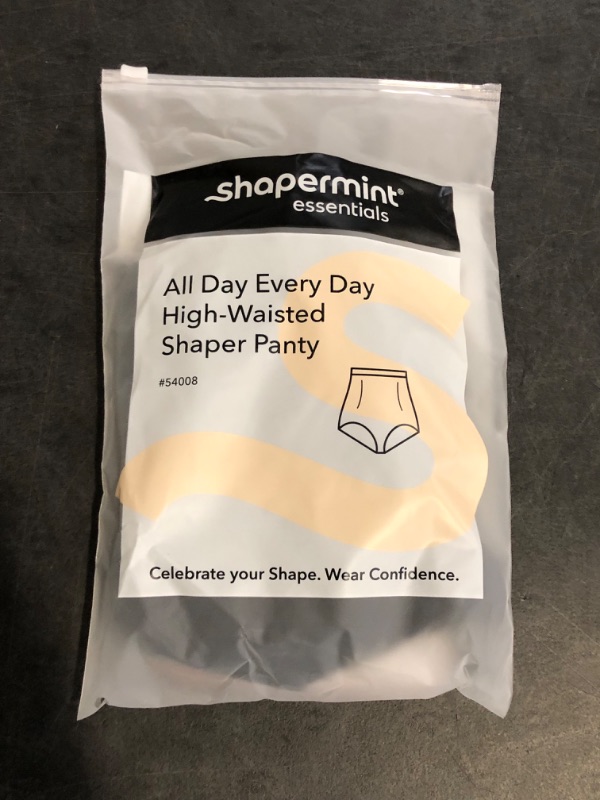 shapermint®
essentials
All Day Every Day
High-Waisted
Shaper Panty
#54008
Celebrate your Shape. Wear Confidence.